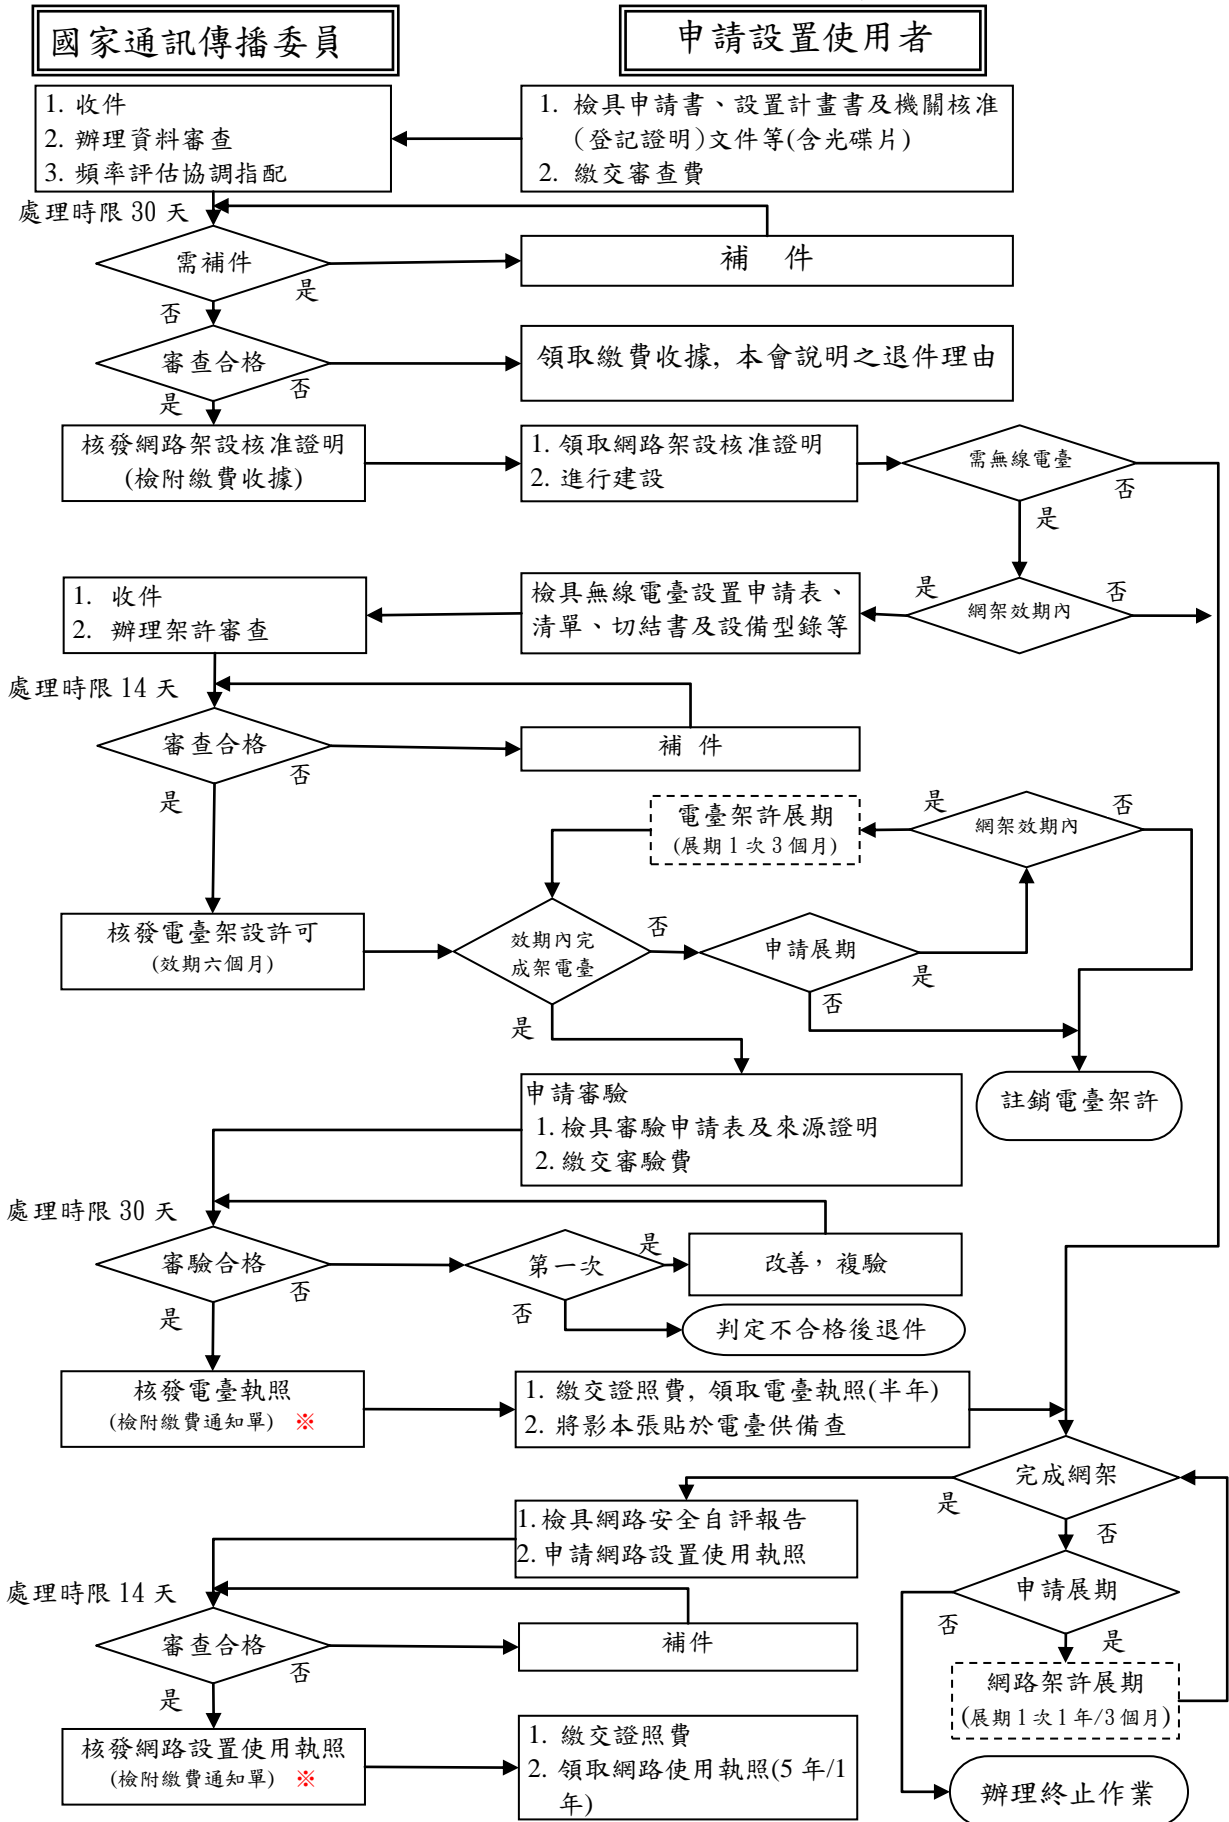 國家通訊傳播委員
申請設置使用者
1. 收件
2. 辦理資料審查
3. 頻率評估協調指配
1. 檢具申請書、設置計畫書及機關核准
(登記證明)文件等(含光碟片)
2. 繳交審查費
處理時限 30 天
需補件
是
否
補 件
審查合格
否
是
領取繳費收據, 本會說明之退件理由
核發網路架設核准證明
(檢附繳費收據)
1. 領取網路架設核准證明
2. 進行建設
需無線電臺
否
是
1. 收件
2. 辦理架許審查
檢具無線電臺設置申請表、
清單、切結書及設備型錄等
是
網架效期內
否
處理時限 14 天
審查合格
否
是
補 件
電臺架許展期
(展期 1 次 3 個月)
是
網架效期內
否
核發電臺架設許可
(效期六個月)
效期內完
成架電臺
否
是
申請展期
是
否
註銷電臺架許
申請審驗
1. 檢具審驗申請表及來源證明
2. 繳交審驗費
處理時限 30 天
審驗合格
否
是
第一次
是
否
改善，複驗
判定不合格後退件
核發電臺執照
(檢附繳費通知單) ※
1. 繳交證照費, 領取電臺執照(半年)
2. 將影本張貼於電臺供備查
完成網架
是
否
1. 檢具網路安全自評報告
2. 申請網路設置使用執照
申請展期
否
是
處理時限 14 天
審查合格
否
是
補件
網路架許展期
(展期 1 次 1 年/3 個月)
核發網路設置使用執照
(檢附繳費通知單) ※
1. 繳交證照費
2. 領取網路使用執照(5 年/1
年)
辦理終止作業